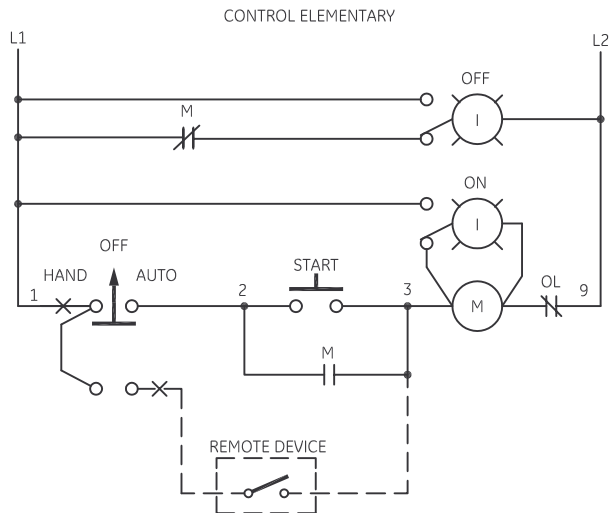 CONTROL ELEMENTARY
L1
L2
OFF
M
I
ON
I
OFF
HAND
AUTO
START
1
2
3
M
OL
9
M
REMOTE DEVICE